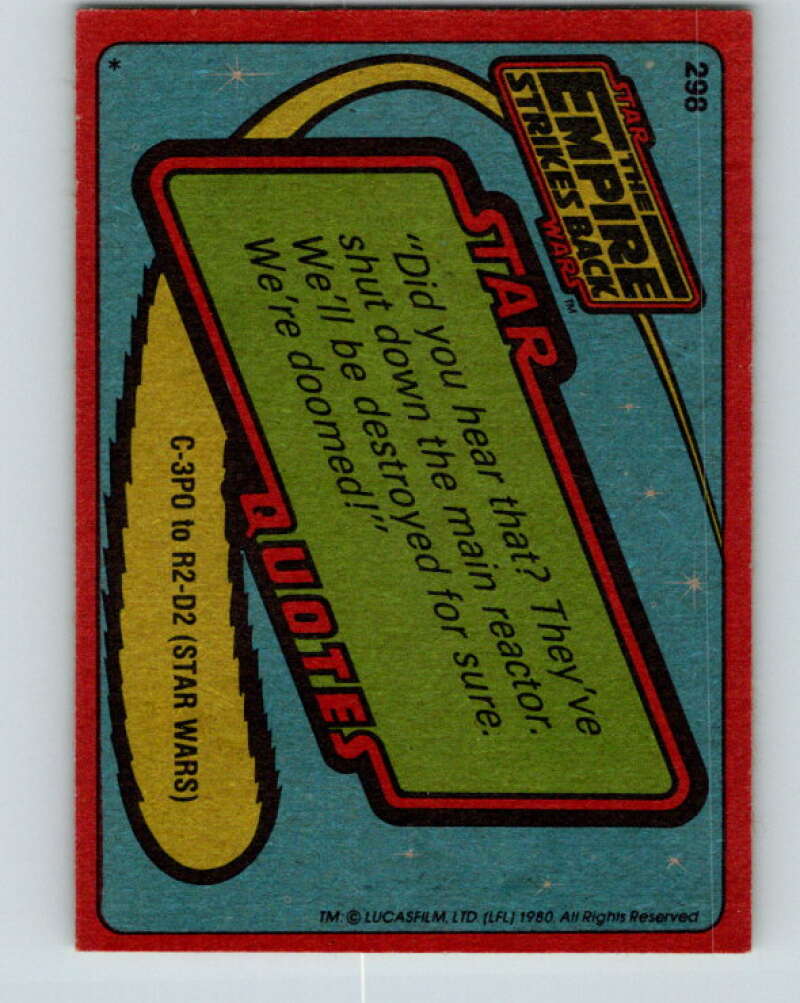 298
STAR
THE
EMPIRE
STRIKES BACK
WARS
TM
STAR
"Did you hear that? They've
shut down the main reactor.
We'll be destroyed for sure.
We're doomed!"
QUOTES
C-3PO to R2-D2 (STAR WARS)
*
TM: © LUCASFILM, LTD. (LFL) 1980. All Rights Reserved